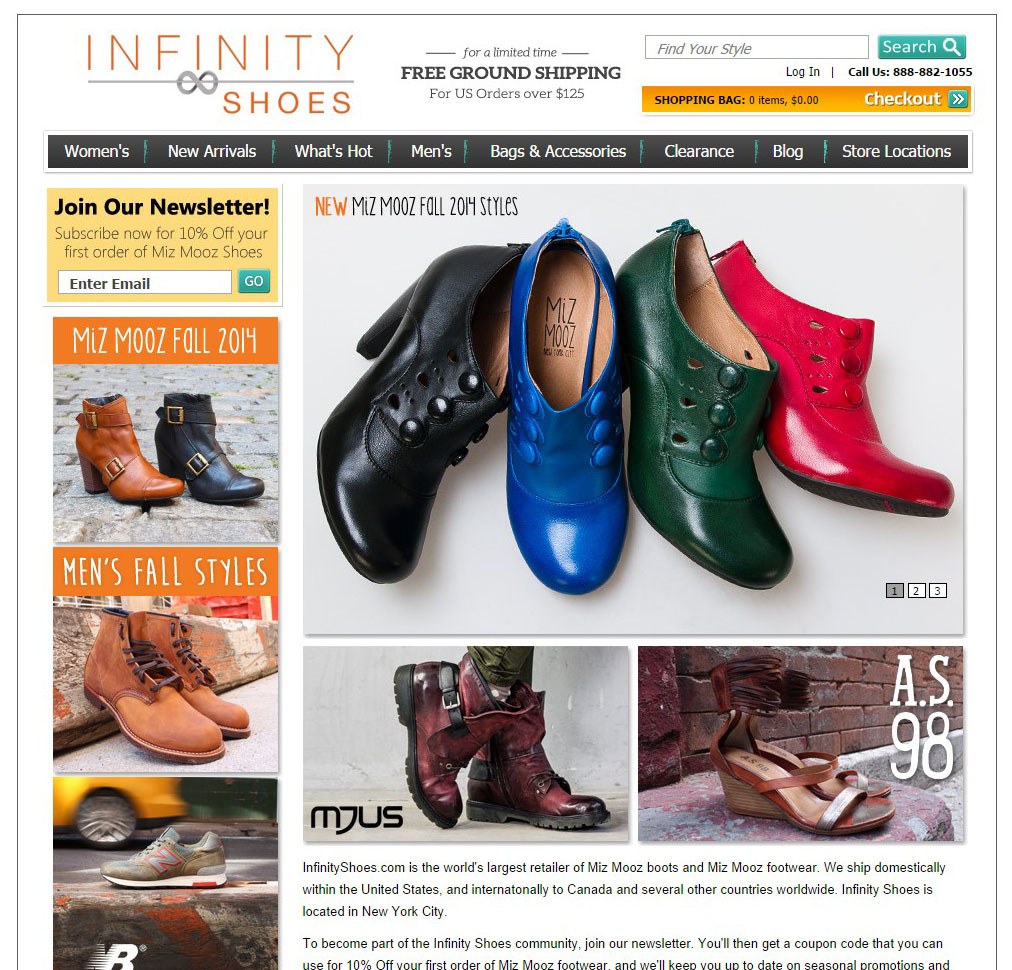 INFINITY
SHOES
for a limited time
FREE GROUND SHIPPING
For US Orders over $125
Find Your Style
Search
Log In | Call Us: 888-882-1055
SHOPPING BAG: 0 items, $0.00
Checkout
Women's
New Arrivals
What's Hot
Men's
Bags & Accessories
Clearance
Blog
Store Locations
Join Our Newsletter!
Subscribe now for 10% Off your
first order of Miz Mooz Shoes
Enter Email
GO
MiZ MOOZ FALL 2014
MEN'S FALL STYLES
NEW MiZ MOOZ FALL 2014 STYLES
MiZ
MOOZ
NEW YORK CITY
1 2 3
MJUS
A.S.98
A.S.
98
N
InfinityShoes.com is the world's largest retailer of Miz Mooz boots and Miz Mooz footwear. We ship domestically
within the United States, and internatonally to Canada and several other countries worldwide. Infinity Shoes is
located in New York City.
To become part of the Infinity Shoes community, join our newsletter. You'll then get a coupon code that you can
use for 10% Off your first order of Miz Mooz footwear, and we'll keep you up to date on seasonal promotions and